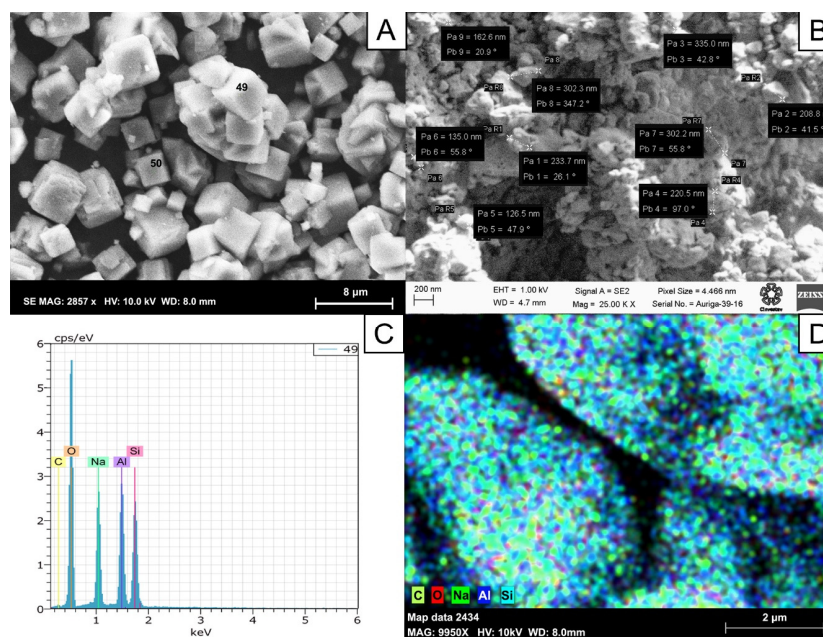 A
49
50
SE MAG: 2857 x HV: 10.0 kV WD: 8.0 mm
8 µm
B
Pa 9 = 162.6 nm
Pb 9 = 20.9 °
Pa 8
Pa R8
Pa 8 = 302.3 nm
Pb 8 = 347.2 °
Pa 3 = 335.0 nm
Pb 3 = 42.8 °
Pa R2
Pa 2 = 208.8
Pb 2 = 41.5 °
Pa 6 = 135.0 nm
Pb 6 = 55.8 °
Pa R1
Pa 6
Pa 1 = 233.7 nm
Pb 1 = 26.1 °
Pa R7
Pa 7 = 302.2 nm
Pb 7 = 55.8 °
Pa 7
Pa R4
Pa 4 = 220.5 nm
Pb 4 = 97.0 °
Pa 4
Pa R5
Pa 5 = 126.5 nm
Pb 5 = 47.9 °
200 nm
EHT = 1.00 kV
Signal A = SE2
Pixel Size = 4.466 nm
WD = 4.7 mm
Mag = 25.00 K X
Serial No. = Auriga-39-16
Cinvestav
ZEISS
C
cps/eV
49
6
5
4
3
2
1
0
C
O
Na
Al
Si
0 1 2 3 4 5 6
keV
D
C O Na Al Si
Map data 2434
MAG: 9950X HV: 10kV WD: 8.0mm
2 µm